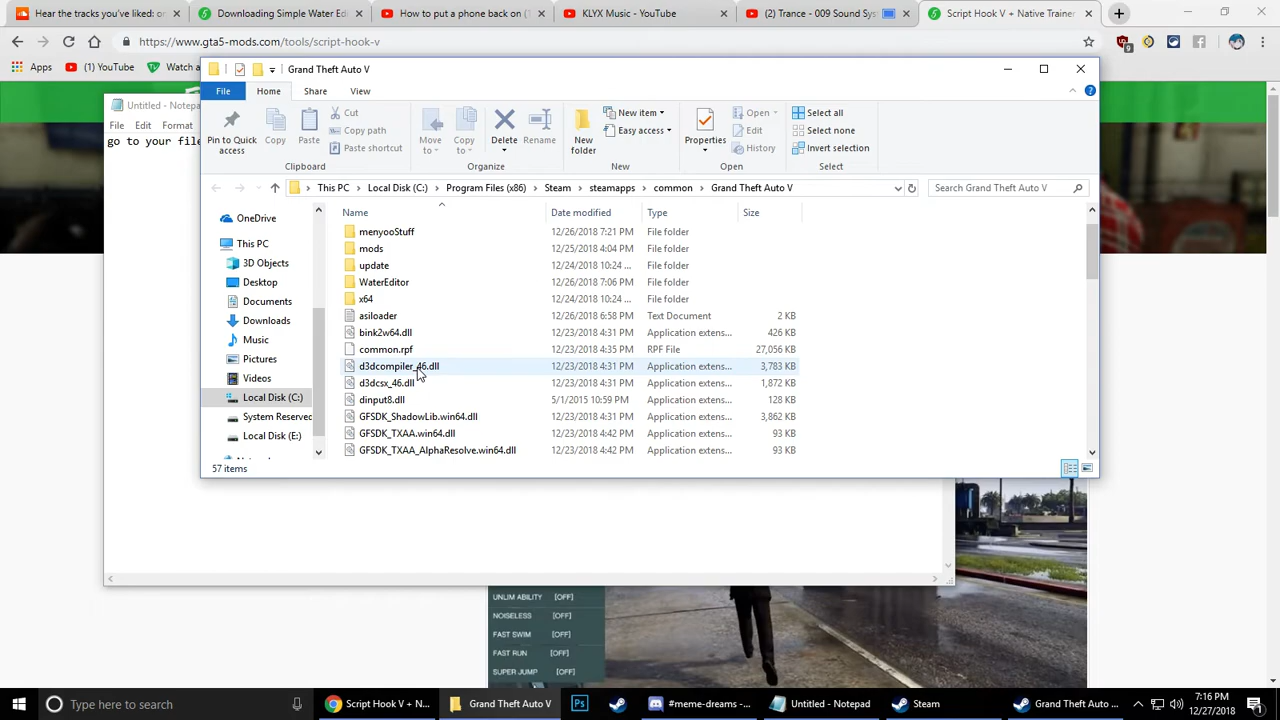 Wiring the music you've liked or
Downloading Simple Water Edito
How to put a phone back on (
KLYX Music - YouTube
(2) Trance - 009 Sound Sy
Script Hook V + Native Trainer
https://www.gta5-mods.com/tools/script-hook-v
9
Apps
(1) YouTube
Watch a
Grand Theft Auto V
File
Home
Share
View
Untitled - Notepa
File Edit Format
go to your file
Pin to Quick
access
Copy
Paste
Cut
Copy path
Paste shortcut
Clipboard
Move
to
Copy
to
Delete
Rename
Organize
New
folder
New item
Easy access
New
Properties
Open
Edit
History
Open
Select all
Select none
Invert selection
Select
This PC > Local Disk (C:) > Program Files (x86) > Steam > steamapps > common > Grand Theft Auto V
Search Grand Theft Auto V
Name Date modified Type Size
OneDrive
This PC
3D Objects
Desktop
Documents
Downloads
Music
Pictures
Videos
Local Disk (C:)
System Reserved
Local Disk (E:)
menyooStuff 12/26/2018 7:21 PM File folder
mods 12/25/2018 4:04 PM File folder
update 12/24/2018 10:24 ... File folder
WaterEditor 12/26/2018 7:06 PM File folder
x64 12/24/2018 10:24 ... File folder
asiloader 12/26/2018 6:58 PM Text Document 2 KB
bink2w64.dll 12/23/2018 4:31 PM Application extens... 426 KB
common.rpf 12/23/2018 4:35 PM RPF File 27,056 KB
d3dcompiler_46.dll 12/23/2018 4:31 PM Application extens... 3,783 KB
d3dcsx_46.dll 12/23/2018 4:31 PM Application extens... 1,872 KB
dinput8.dll 5/1/2015 10:59 PM Application extens... 128 KB
GFSDK_ShadowLib.win64.dll 12/23/2018 4:31 PM Application extens... 3,862 KB
GFSDK_TXAA.win64.dll 12/23/2018 4:42 PM Application extens... 93 KB
GFSDK_TXAA_AlphaResolve.win64.dll 12/23/2018 4:42 PM Application extens... 93 KB
57 items
UNLIM ABILITY [OFF]
NOISELESS [OFF]
FAST SWIM [OFF]
FAST RUN [OFF]
SUPER JUMP [OFF]
Type here to search
Script Hook V + N...
Grand Theft Auto V
Ps
#meme-dreams -...
Untitled - Notepad
Steam
Grand Theft Auto ...
7:16 PM
12/27/2018
1